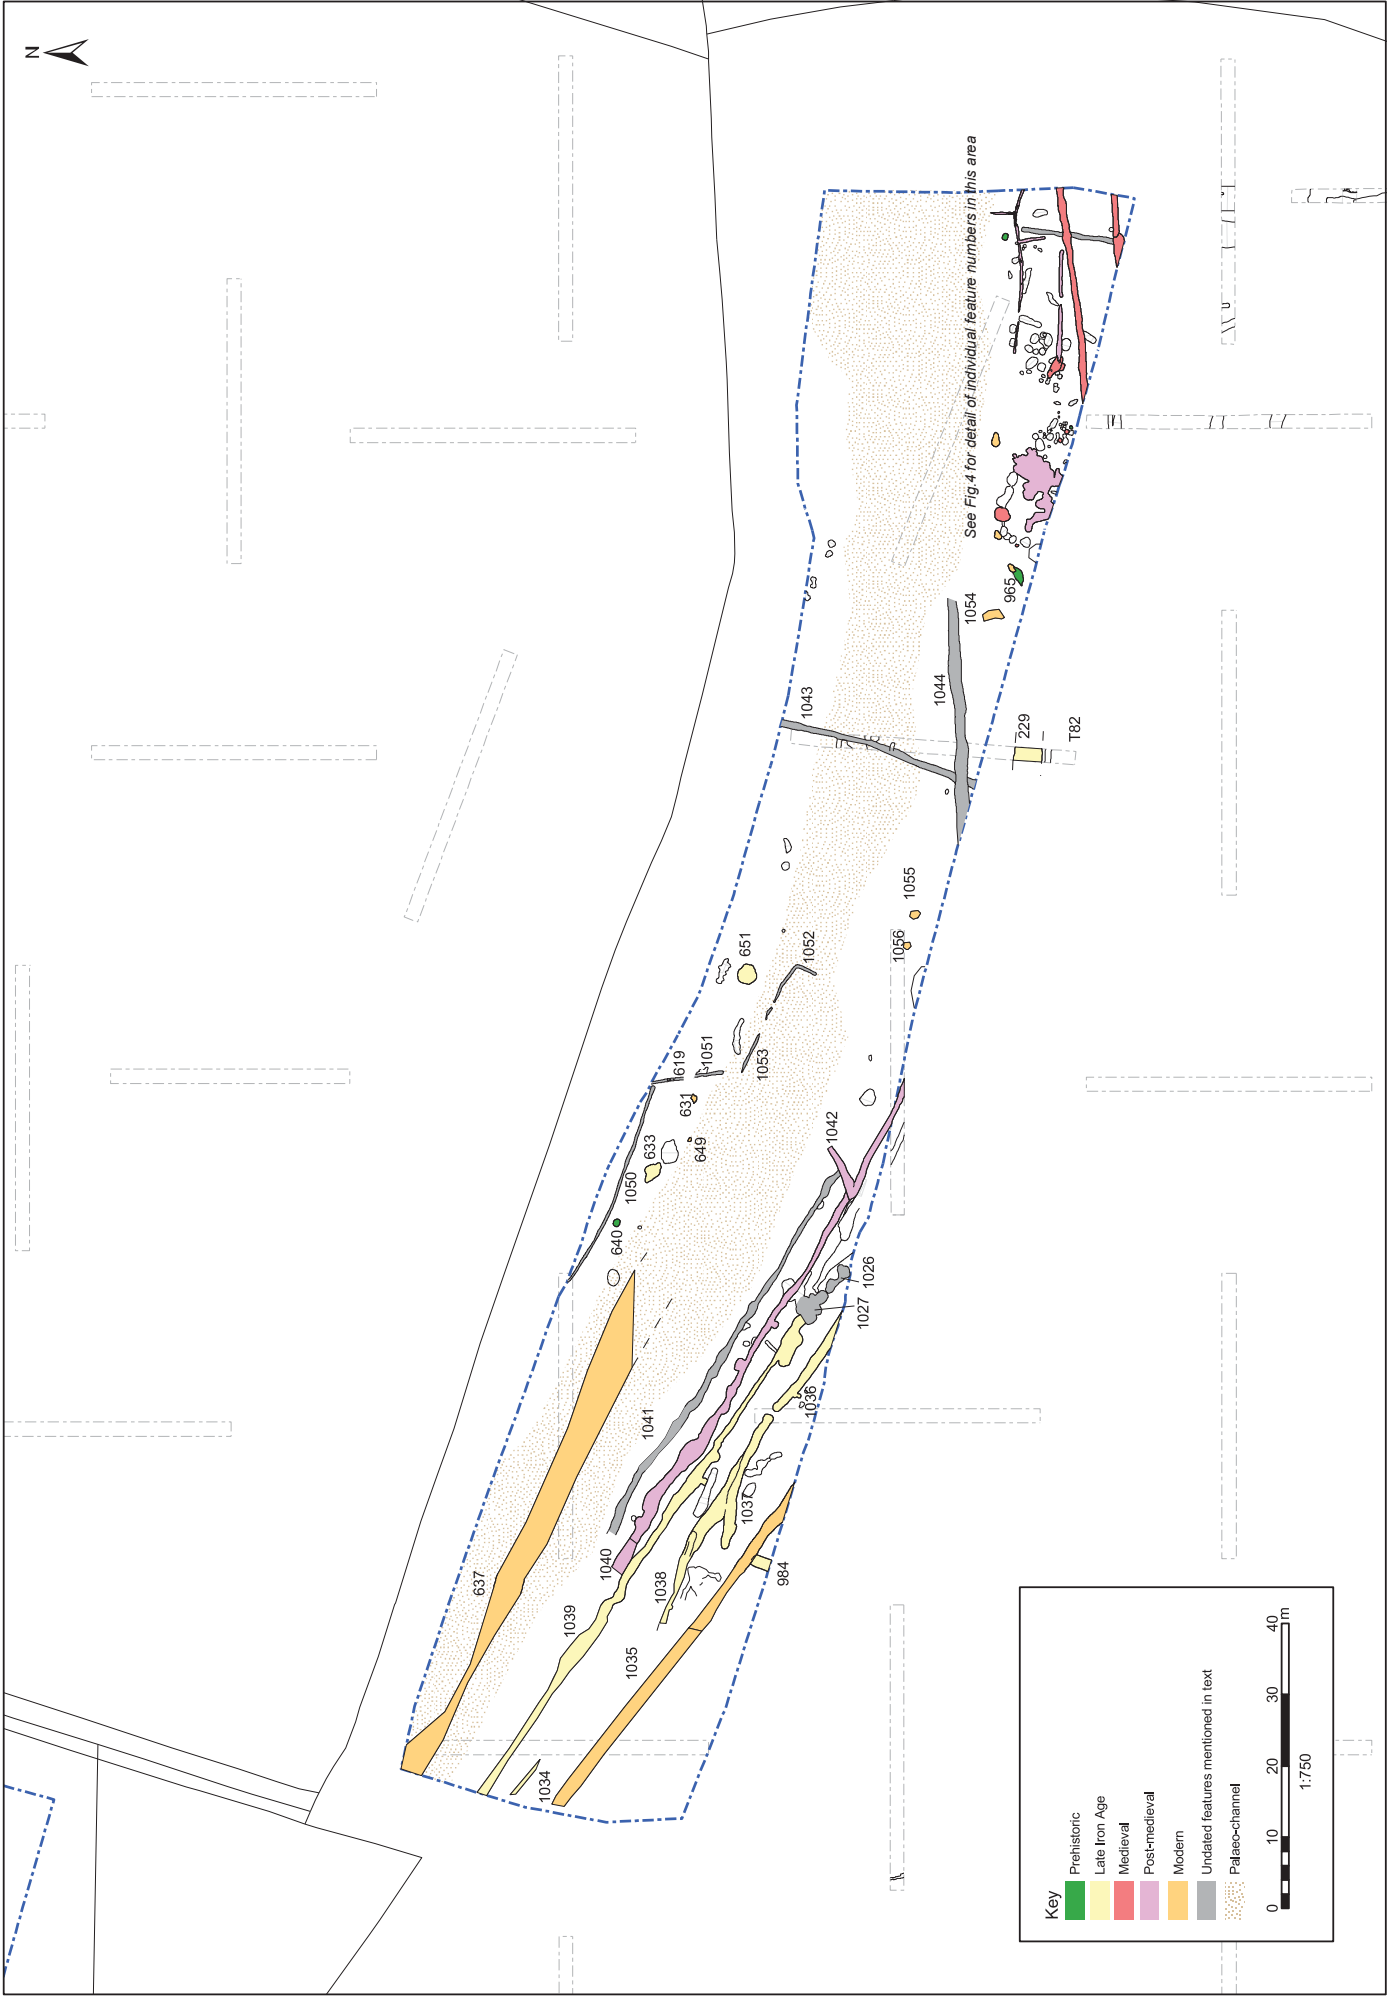 N
See Fig.4 for detail of individual feature numbers in this area
1043
1054
965
1044
229
T82
1055
1056
651
1052
619
1051
1053
631
633
649
1050
640
1042
1026
1027
1036
1041
1037
1040
1038
984
637
1039
1035
1034
Key
Prehistoric
Late Iron Age
Medieval
Post-medieval
Modern
Undated features mentioned in text
Palaeo-channel
0 10 20 30 40 m
1:750